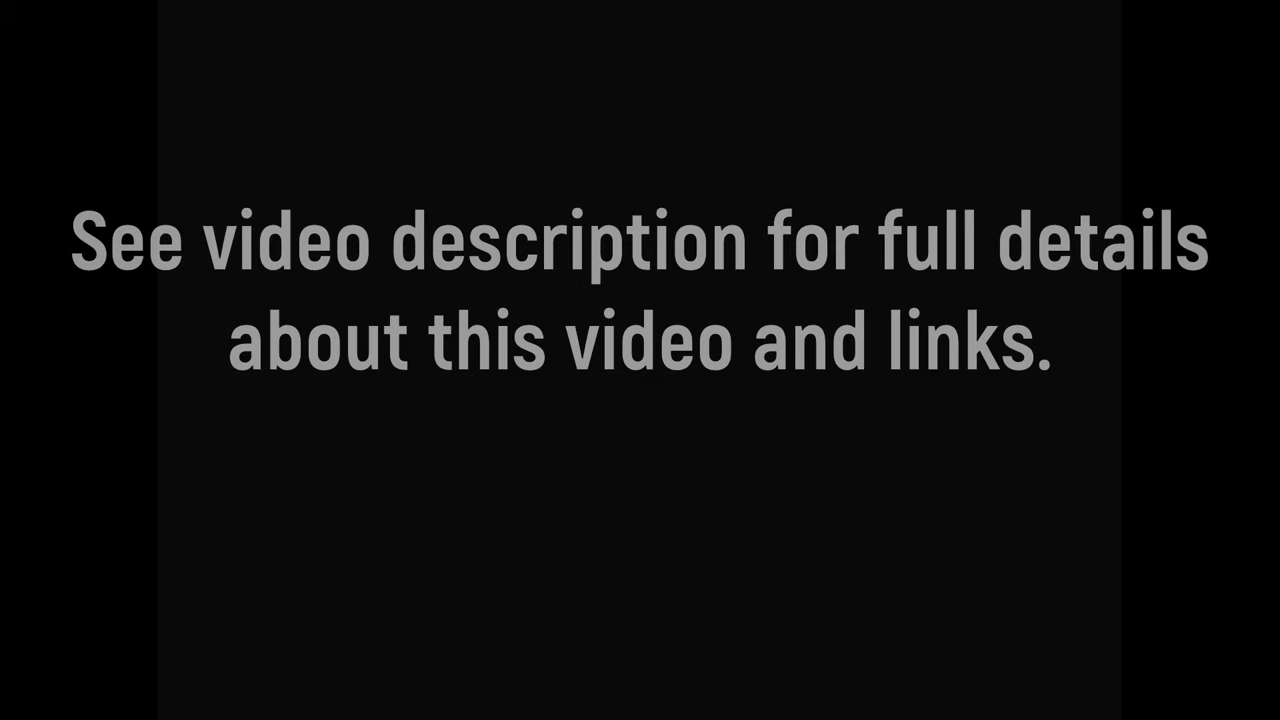 See video description for full details
about this video and links.